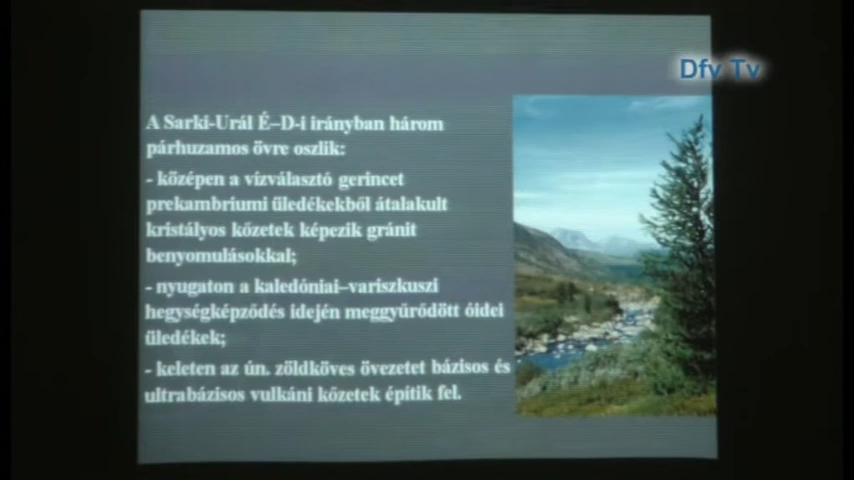 Dfv Tv
A Sarki-Urál É–D-i irányban három
párhuzamos övre oszlik:
- középen a vízválasztó gerincet
prekambriumi üledékekből átalakult
kristályos kőzetek képezik gránit
benyomulásokkal;
- nyugaton a kaledóniai–variszkuszi
hegységképződés idején meggyűrődött óidei
üledékek;
- keleten az ún. zöldköves övezetet bázisos és
ultrabázisos vulkáni kőzetek építik fel.